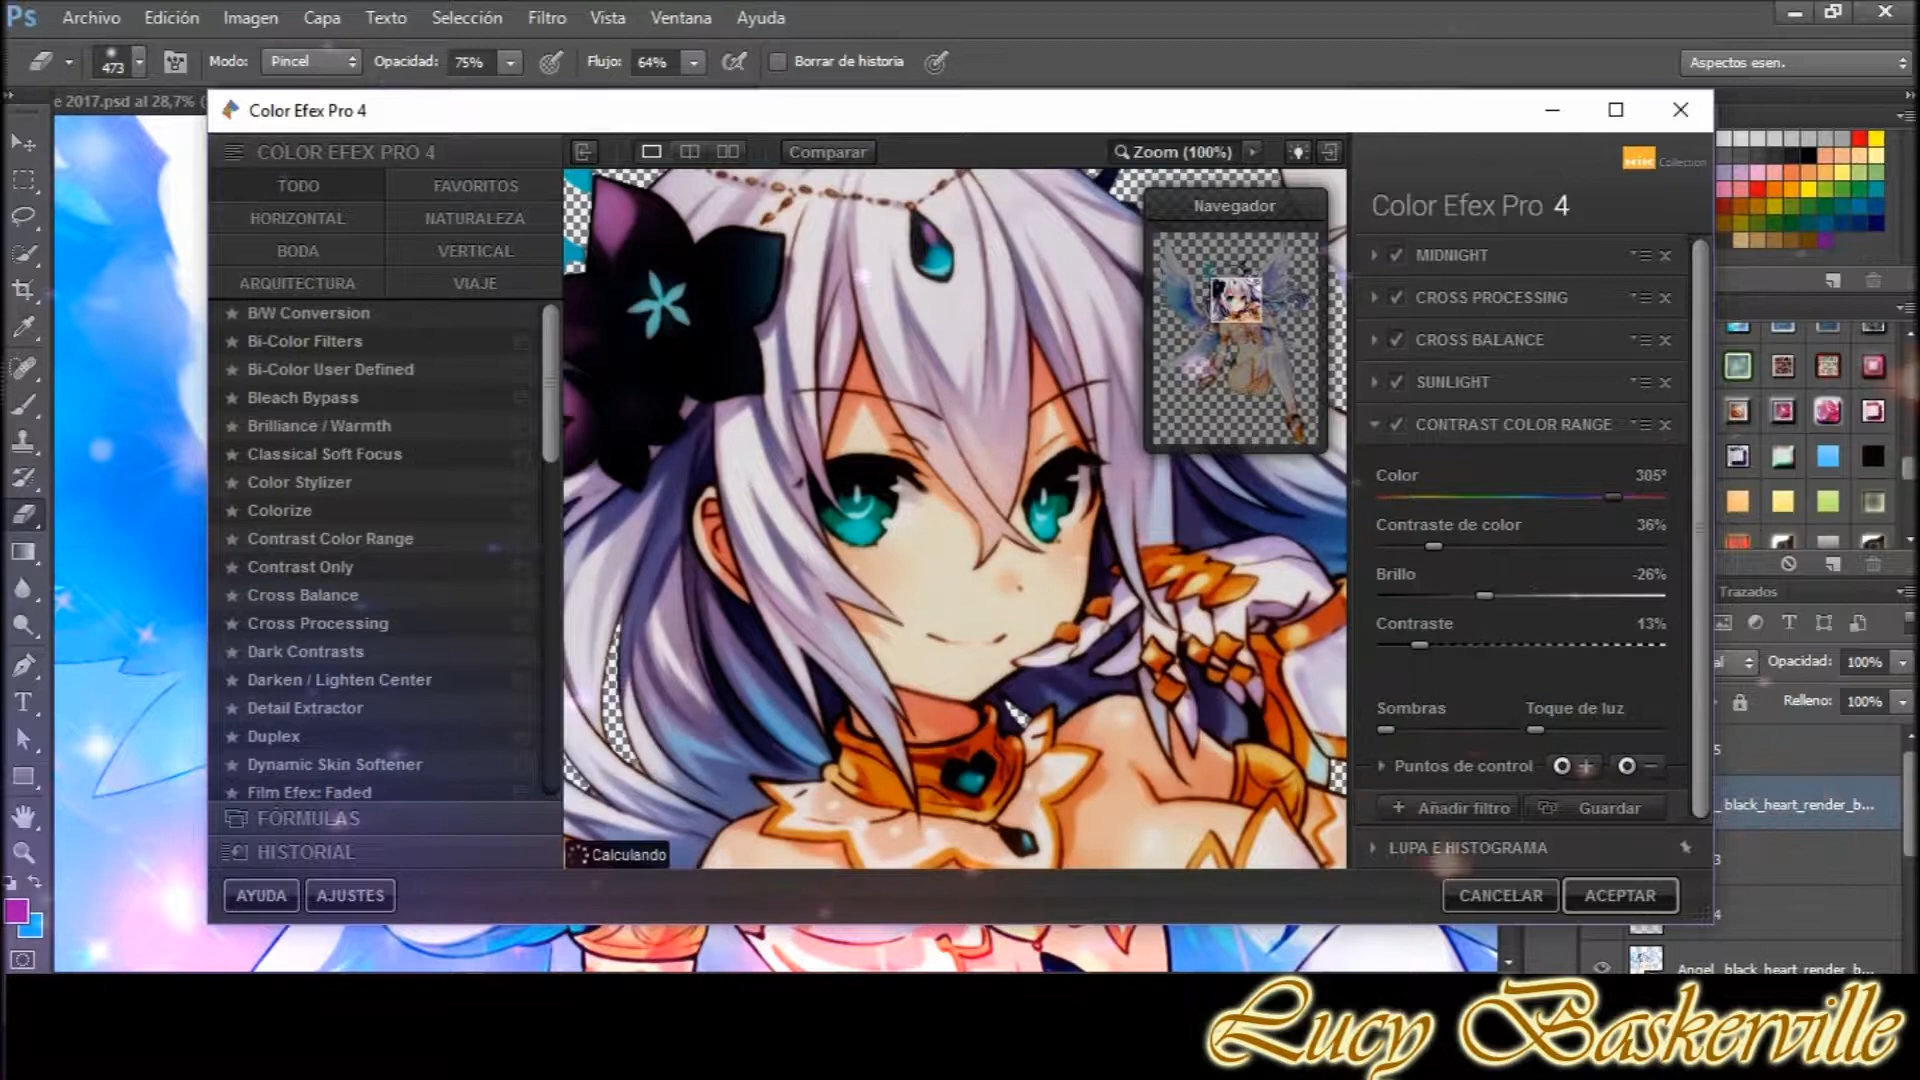 Ps Archivo Edición Imagen Capa Texto Selección Filtro Vista Ventana Ayuda
473 Modo: Pincel Opacidad: 75% Flujo: 64% Borrar de historia Aspectos esen.
e 2017.psd al 28,7%
Color Efex Pro 4
COLOR EFEX PRO 4
Comparar
Zoom (100%)
TODO FAVORITOS
HORIZONTAL NATURALEZA
BODA VERTICAL
ARQUITECTURA VIAJE
B/W Conversion
Bi-Color Filters
Bi-Color User Defined
Bleach Bypass
Brilliance / Warmth
Classical Soft Focus
Color Stylizer
Colorize
Contrast Color Range
Contrast Only
Cross Balance
Cross Processing
Dark Contrasts
Darken / Lighten Center
Detail Extractor
Duplex
Dynamic Skin Softener
Film Efex: Faded
FÓRMULAS
HISTORIAL
AYUDA AJUSTES
Navegador
Calculando
Collection
Color Efex Pro 4
MIDNIGHT
CROSS PROCESSING
CROSS BALANCE
SUNLIGHT
CONTRAST COLOR RANGE
Color 305°
Contraste de color 36%
Brillo -26%
Contraste 13%
Sombras Toque de luz
Puntos de control
Añadir filtro Guardar
LUPA E HISTOGRAMA
CANCELAR ACEPTAR
Trazados
al Opacidad: 100%
Relleno: 100%
5
_black_heart_render_b...
3
4
Angel_black_heart_render_b...
Lucy Baskerville